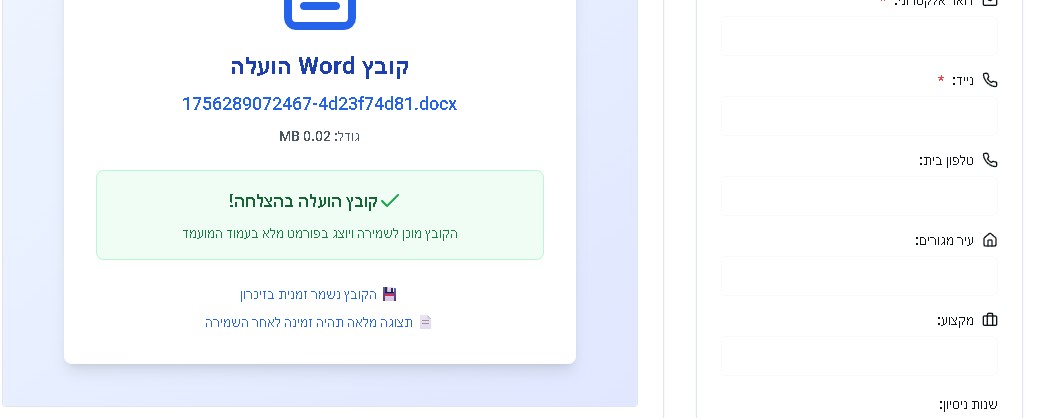 קובץ Word הועלה
1756289072467-4d23f74d81.docx
גודל: 0.02 MB
קובץ הועלה בהצלחה!
הקובץ מוכן לשמירה ויוצג בפורמט מלא בעמוד המועמד
הקובץ נשמר זמנית בזיכרון
תצוגה מלאה תהיה זמינה לאחר השמירה
דואר אלקטרוני: *
נייד: *
טלפון בית:
עיר מגורים:
מקצוע:
שנות ניסיון: